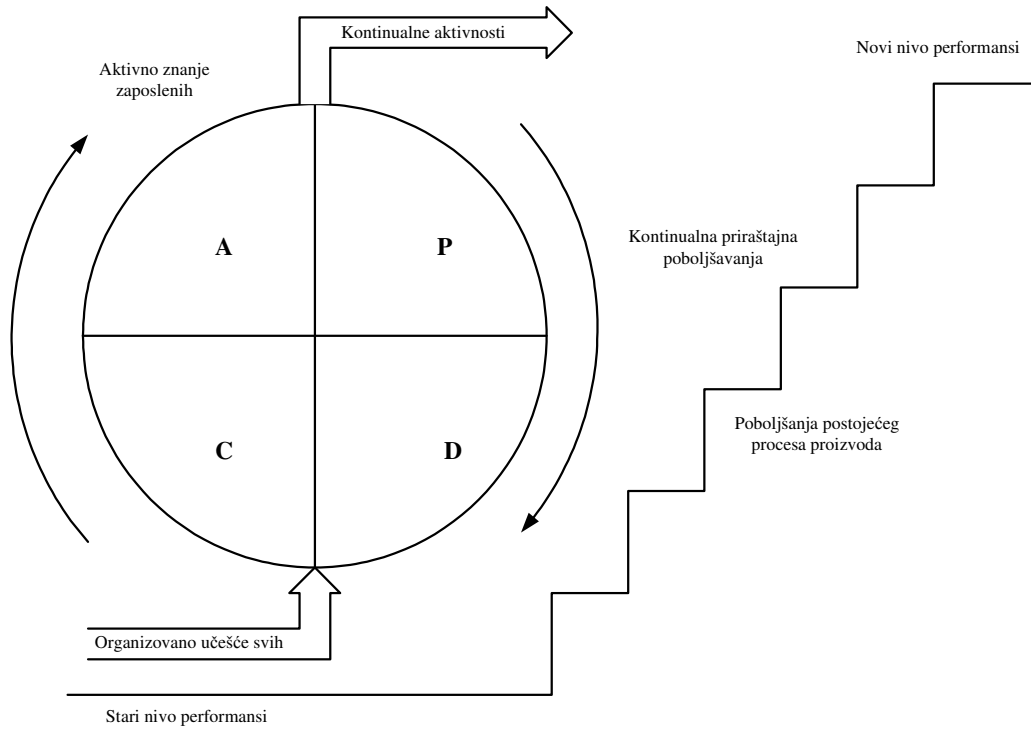 Kontinualne aktivnosti
Novi nivo performansi
Aktivno znanje
zaposlenih
A
P
Kontinualna priraštajna
poboljšavanja
C
D
Poboljšanja postojećeg
procesa proizvoda
Organizovano učešće svih
Stari nivo performansi